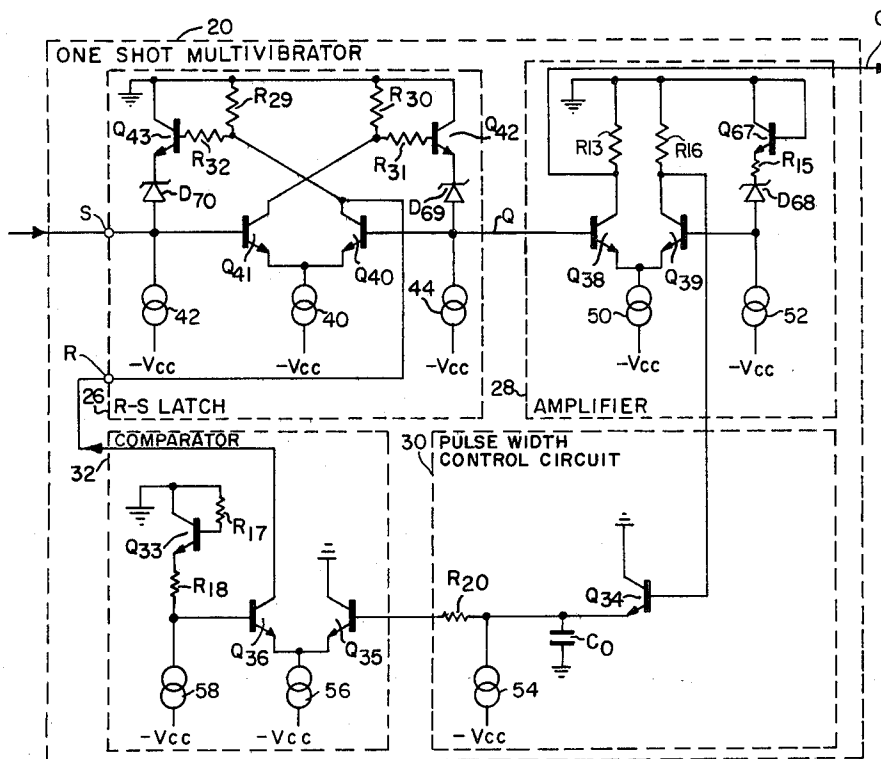 20
ONE SHOT MULTIVIBRATOR
R29
R30
Q43
R32
R31
Q42
D70
D69
S
Q
Q41
Q40
42
40
44
-Vcc
-Vcc
-Vcc
R
26
R-S LATCH
R13
R16
Q67
R15
D68
Q38
Q39
50
52
-Vcc
-Vcc
28
AMPLIFIER
COMPARATOR
32
R17
Q33
R18
Q36
Q35
58
56
-Vcc
-Vcc
30
PULSE WIDTH
CONTROL CIRCUIT
R20
Q34
C0
54
-Vcc